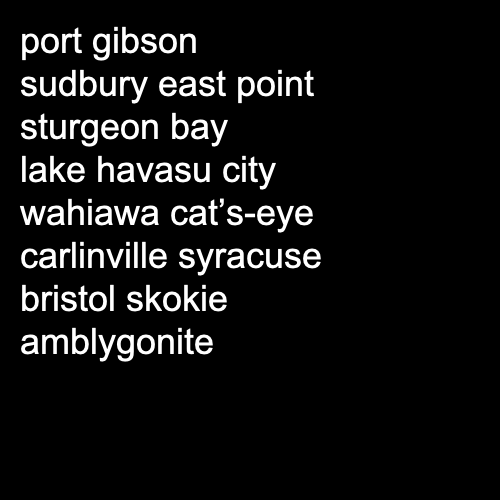 port gibson
sudbury east point
sturgeon bay
lake havasu city
wahiawa cat’s-eye
carlinville syracuse
bristol skokie
amblygonite